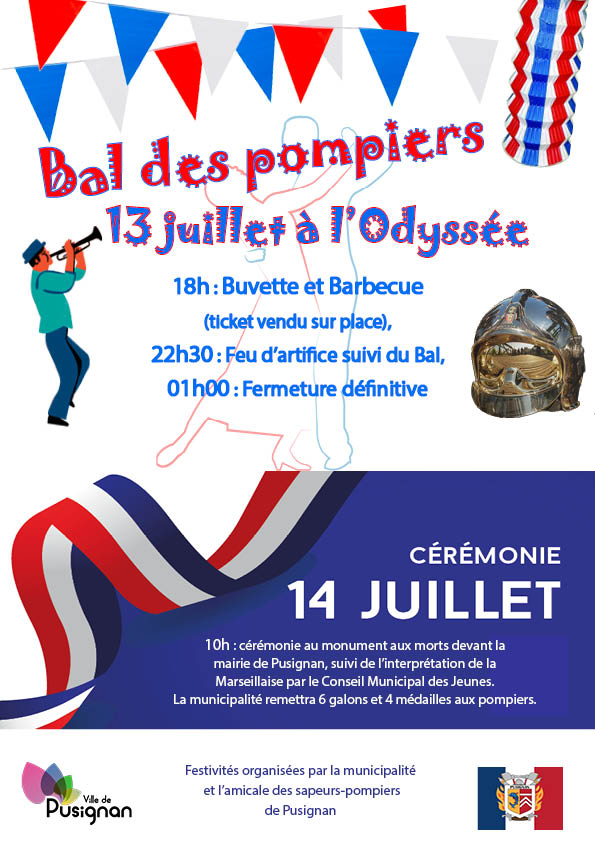 Bal des pompiers
13 juillet à l'Odyssée
18h : Buvette et Barbecue
(ticket vendu sur place),
22h30 : Feu d'artifice suivi du Bal,
01h00 : Fermeture définitive
CÉRÉMONIE
14 JUILLET
10h : cérémonie au monument aux morts devant la
mairie de Pusignan, suivi de l'interprétation de la
Marseillaise par le Conseil Municipal des Jeunes.
La municipalité remettra 6 galons et 4 médailles aux pompiers.
Ville de
Pusignan
Festivités organisées par la municipalité
et l'amicale des sapeurs-pompiers
de Pusignan